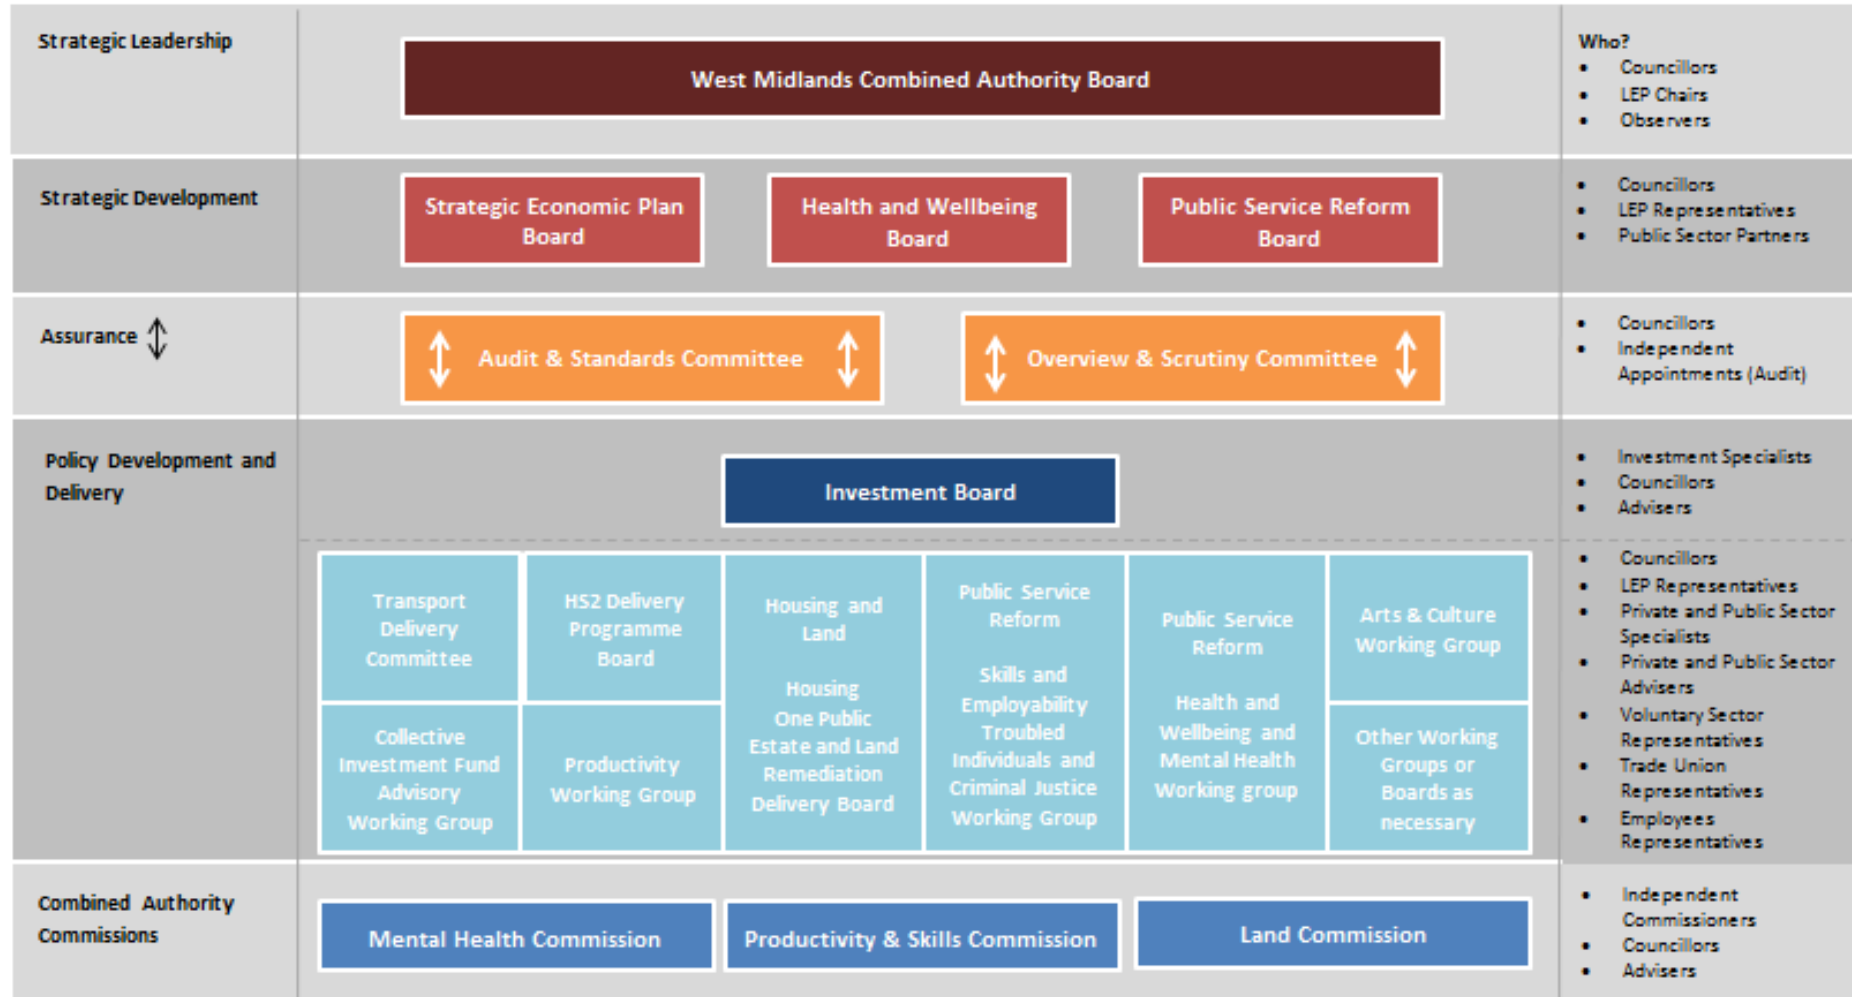 Strategic Leadership
West Midlands Combined Authority Board
Who?
• Councillors
• LEP Chairs
• Observers
Strategic Development
Strategic Economic Plan
Board
Health and Wellbeing
Board
Public Service Reform
Board
• Councillors
• LEP Representatives
• Public Sector Partners
Assurance
Audit & Standards Committee
Overview & Scrutiny Committee
• Councillors
• Independent
Appointments (Audit)
Policy Development and
Delivery
Investment Board
• Investment Specialists
• Councillors
• Advisers
Transport
Delivery
Committee
HS2 Delivery
Programme
Board
Housing and
Land
Housing
One Public
Estate and Land
Remediation
Delivery Board
Public Service
Reform
Skills and
Employability
Troubled
Individuals and
Criminal Justice
Working Group
Public Service
Reform
Health and
Wellbeing and
Mental Health
Working group
Arts & Culture
Working Group
Collective
Investment Fund
Advisory
Working Group
Productivity
Working Group
Other Working
Groups or
Boards as
necessary
• Councillors
• LEP Representatives
• Private and Public Sector
Specialists
• Private and Public Sector
Advisers
• Voluntary Sector
Representatives
• Trade Union
Representatives
• Employees
Representatives
Combined Authority
Commissions
Mental Health Commission
Productivity & Skills Commission
Land Commission
• Independent
Commissioners
• Councillors
• Advisers